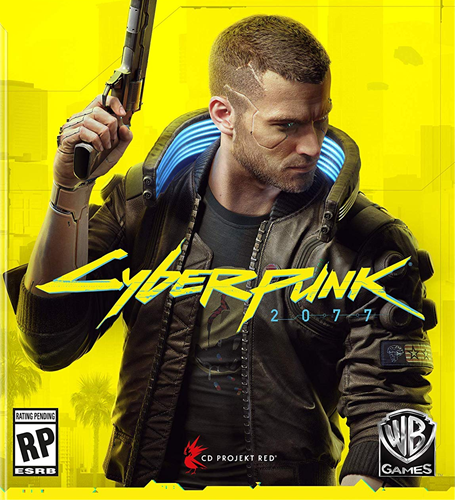 CYBERPUNK
2077
RATING PENDING
RP
ESRB
CD PROJEKT RED®
WB
GAMES